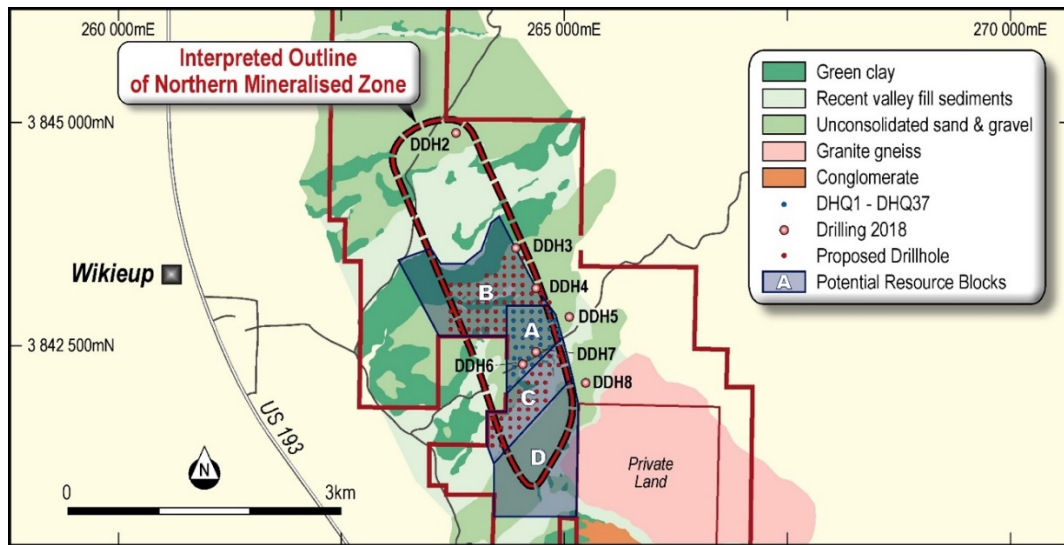 260 000mE
265 000mE
270 000mE
Interpreted Outline
of Northern Mineralised Zone
3 845 000mN
DDH2
DDH3
Wikieup
B
DDH4
A
DDH5
3 842 500mN
DDH6
DDH7
C
DDH8
US 193
D
Private
Land
N
0
3km
Green clay
Recent valley fill sediments
Unconsolidated sand & gravel
Granite gneiss
Conglomerate
DHQ1 - DHQ37
Drilling 2018
Proposed Drillhole
A Potential Resource Blocks